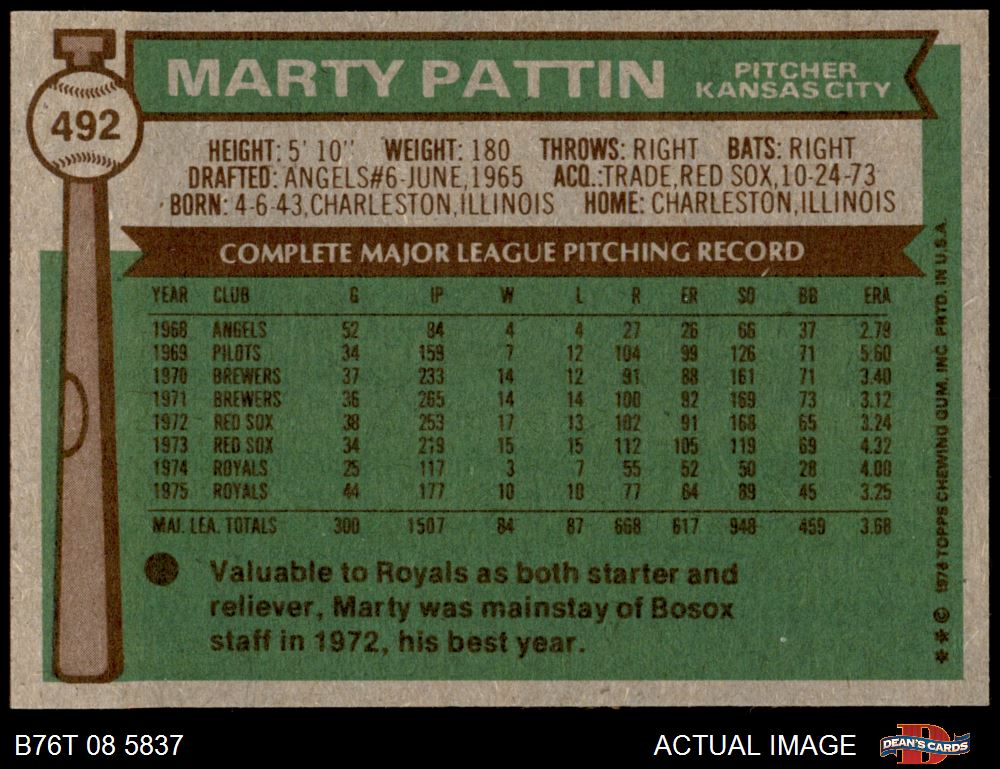 MARTY PATTIN
PITCHER
KANSAS CITY
492
HEIGHT: 5' 10" WEIGHT: 180 THROWS: RIGHT BATS: RIGHT
DRAFTED: ANGELS#6-JUNE, 1965 ACQ.: TRADE, RED SOX, 10-24-73
BORN: 4-6-43, CHARLESTON, ILLINOIS HOME: CHARLESTON, ILLINOIS
COMPLETE MAJOR LEAGUE PITCHING RECORD
YEAR CLUB G IP W L R ER SO BB ERA
1968 ANGELS 52 84 4 4 27 26 66 37 2.79
1969 PILOTS 34 159 7 12 104 99 126 71 5.60
1970 BREWERS 37 233 14 12 91 88 161 71 3.40
1971 BREWERS 36 265 14 14 100 92 169 73 3.12
1972 RED SOX 38 253 17 13 102 91 168 65 3.24
1973 RED SOX 34 219 15 15 112 105 119 69 4.32
1974 ROYALS 25 117 3 7 55 52 50 28 4.00
1975 ROYALS 44 177 10 10 77 64 89 45 3.25
MAJ. LEA. TOTALS 300 1507 84 87 668 617 948 459 3.68
Valuable to Royals as both starter and
reliever, Marty was mainstay of Bosox
staff in 1972, his best year.
** © 1976 TOPPS CHEWING GUM, INC. PRTD. IN U.S.A.
B76T 08 5837
ACTUAL IMAGE
DEAN'S CARDS